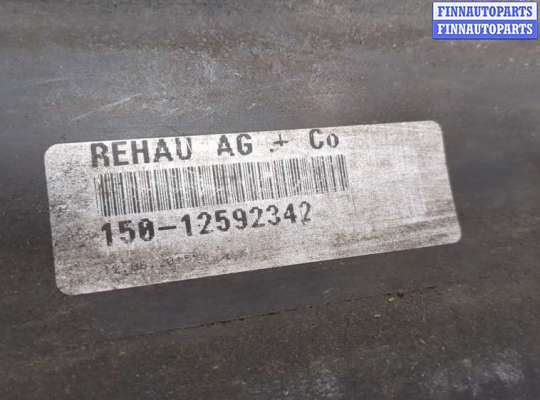 FINNAUTOPARTS
FINNAUTOPARTS
REHAU AG + Co
150-12592342